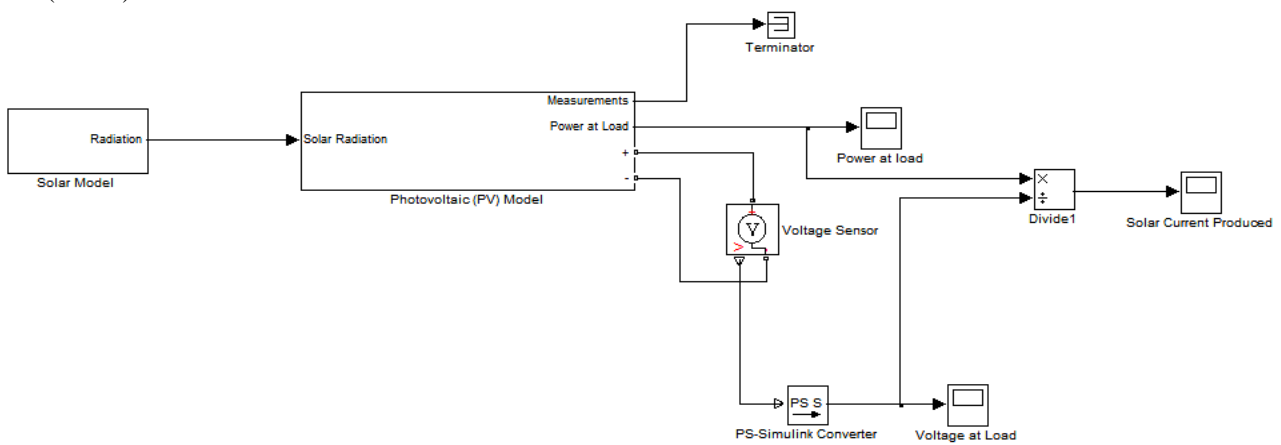 Terminator
Measurements
Radiation
Solar Radiation
Power at Load
+
-
Solar Model
Photovoltaic (PV) Model
Power at load
×
÷
Divide1
Solar Current Produced
+
V
V
-
Voltage Sensor
PS S
PS-Simulink Converter
Voltage at Load